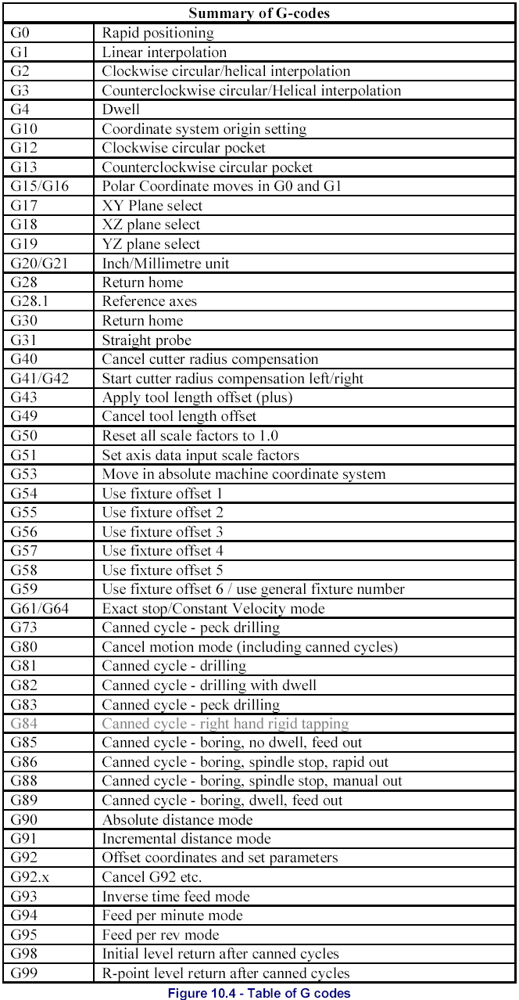 Summary of G-codes
G0 Rapid positioning
G1 Linear interpolation
G2 Clockwise circular/helical interpolation
G3 Counterclockwise circular/Helical interpolation
G4 Dwell
G10 Coordinate system origin setting
G12 Clockwise circular pocket
G13 Counterclockwise circular pocket
G15/G16 Polar Coordinate moves in G0 and G1
G17 XY Plane select
G18 XZ plane select
G19 YZ plane select
G20/G21 Inch/Millimetre unit
G28 Return home
G28.1 Reference axes
G30 Return home
G31 Straight probe
G40 Cancel cutter radius compensation
G41/G42 Start cutter radius compensation left/right
G43 Apply tool length offset (plus)
G49 Cancel tool length offset
G50 Reset all scale factors to 1.0
G51 Set axis data input scale factors
G53 Move in absolute machine coordinate system
G54 Use fixture offset 1
G55 Use fixture offset 2
G56 Use fixture offset 3
G57 Use fixture offset 4
G58 Use fixture offset 5
G59 Use fixture offset 6 / use general fixture number
G61/G64 Exact stop/Constant Velocity mode
G73 Canned cycle - peck drilling
G80 Cancel motion mode (including canned cycles)
G81 Canned cycle - drilling
G82 Canned cycle - drilling with dwell
G83 Canned cycle - peck drilling
G84 Canned cycle - right hand rigid tapping
G85 Canned cycle - boring, no dwell, feed out
G86 Canned cycle - boring, spindle stop, rapid out
G88 Canned cycle - boring, spindle stop, manual out
G89 Canned cycle - boring, dwell, feed out
G90 Absolute distance mode
G91 Incremental distance mode
G92 Offset coordinates and set parameters
G92.x Cancel G92 etc.
G93 Inverse time feed mode
G94 Feed per minute mode
G95 Feed per rev mode
G98 Initial level return after canned cycles
G99 R-point level return after canned cycles
Figure 10.4 - Table of G codes